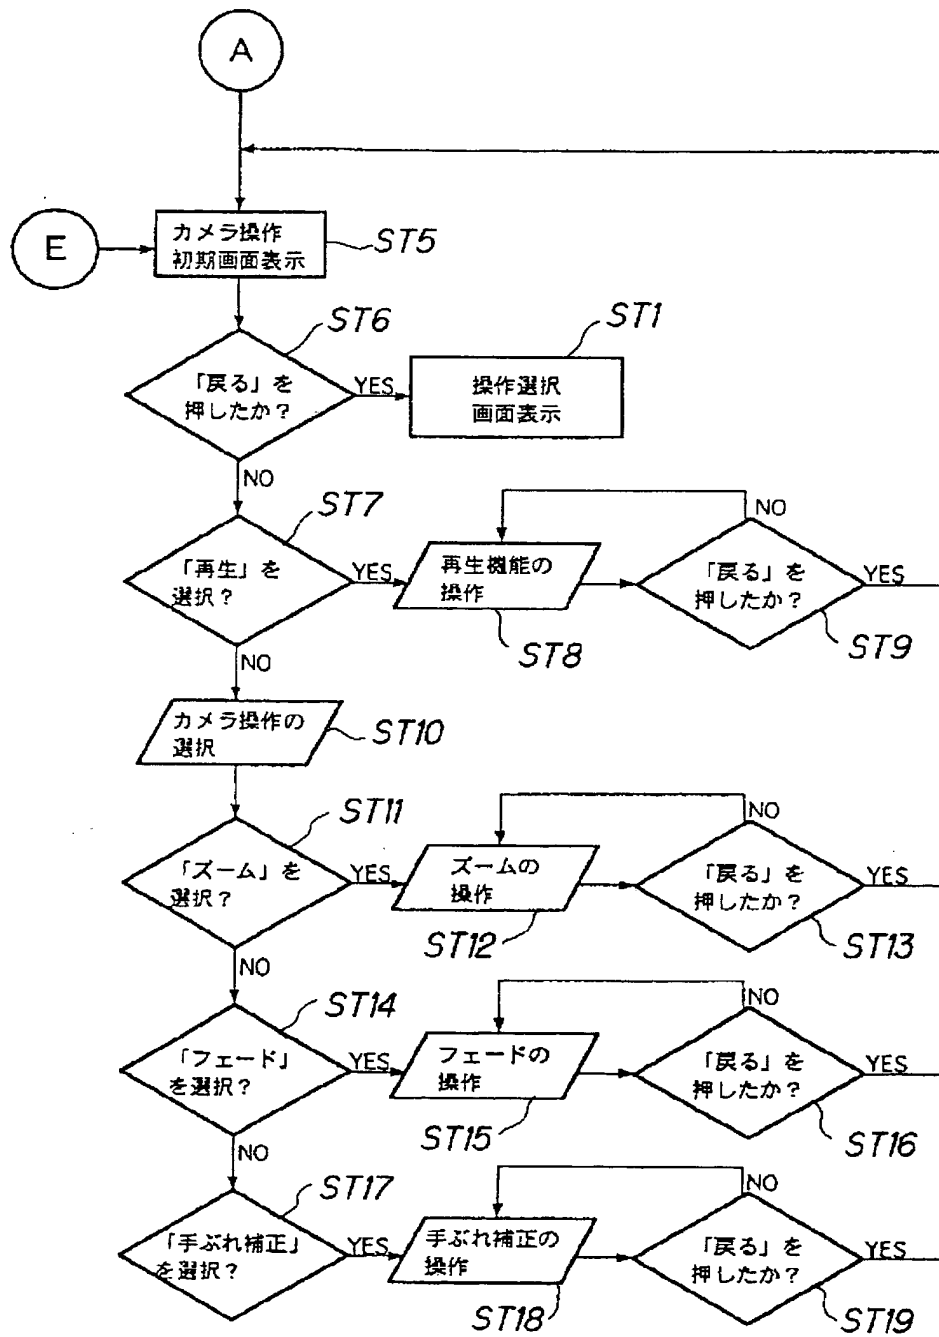 A
E
カメラ操作
初期画面表示
ST5
ST6
「戻る」を
押したか？
YES
ST1
操作選択
画面表示
NO
ST7
「再生」を
選択？
YES
再生機能の
操作
ST8
NO
「戻る」を
押したか？
YES
ST9
NO
カメラ操作の
選択
ST10
ST11
「ズーム」を
選択？
YES
ズームの
操作
ST12
NO
「戻る」を
押したか？
YES
ST13
NO
ST14
「フェード」
を選択？
YES
フェードの
操作
ST15
NO
「戻る」を
押したか？
YES
ST16
NO
ST17
「手ぶれ補正」
を選択？
YES
手ぶれ補正の
操作
ST18
NO
「戻る」を
押したか？
YES
ST19